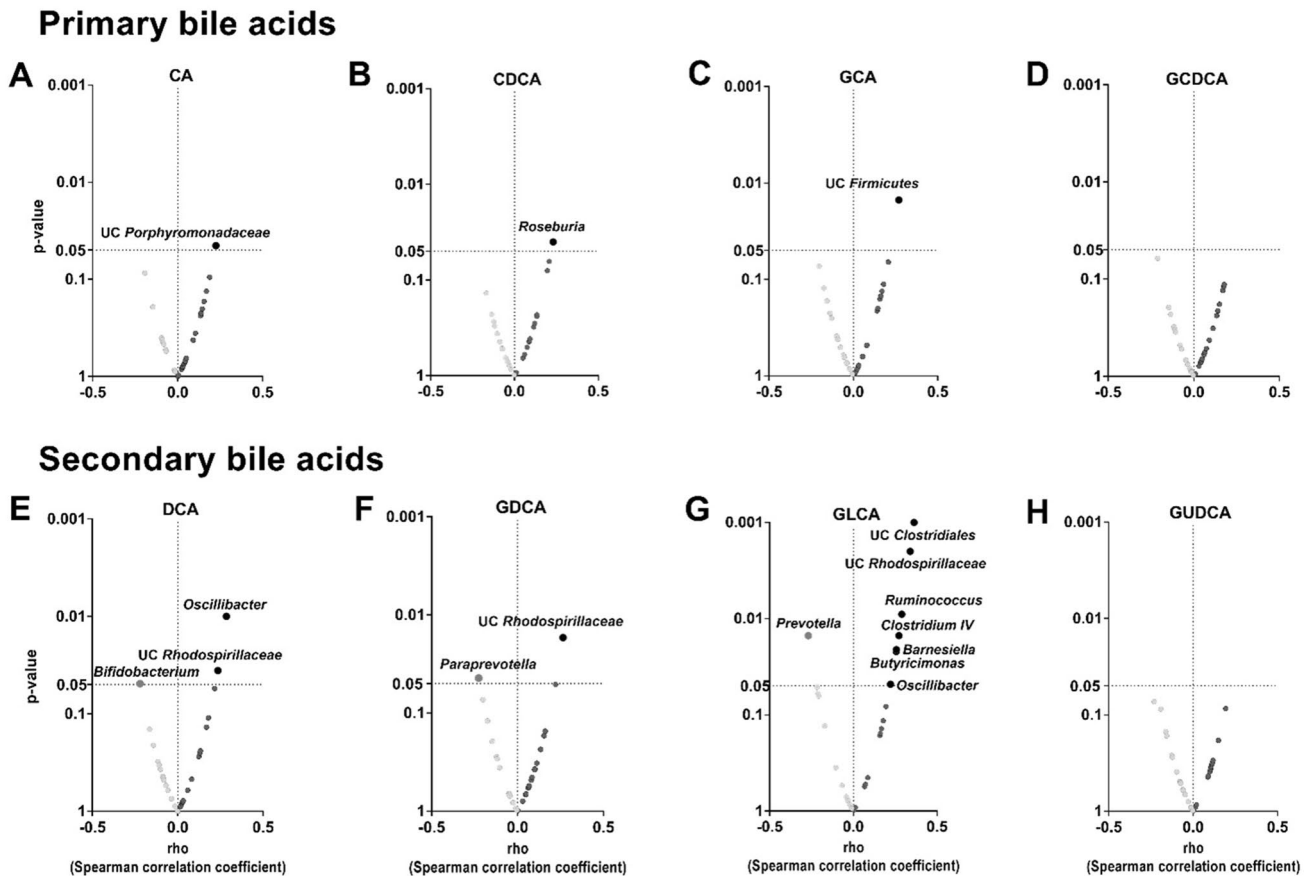 Primary bile acids
A
CA
0.001
0.01
0.05
0.1
1
p-value
UC Porphyromonadaceae
-0.5 0.0 0.5
B
CDCA
0.001
0.01
0.05
0.1
1
Roseburia
-0.5 0.0 0.5
C
GCA
0.001
0.01
0.05
0.1
1
UC Firmicutes
-0.5 0.0 0.5
D
GCDCA
0.001
0.01
0.05
0.1
1
-0.5 0.0 0.5
Secondary bile acids
E
DCA
0.001
0.01
0.05
0.1
1
p-value
Oscillibacter
UC Rhodospirillaceae
Bifidobacterium
-0.5 0.0 0.5
rho
(Spearman correlation coefficient)
F
GDCA
0.001
0.01
0.05
0.1
1
UC Rhodospirillaceae
Paraprevotella
-0.5 0.0 0.5
rho
(Spearman correlation coefficient)
G
GLCA
0.001
0.01
0.05
0.1
1
UC Clostridiales
UC Rhodospirillaceae
Ruminococcus
Prevotella
Clostridium IV
Barnesiella
Butyricimonas
Oscillibacter
-0.5 0.0 0.5
rho
(Spearman correlation coefficient)
H
GUDCA
0.001
0.01
0.05
0.1
1
-0.5 0.0 0.5
rho
(Spearman correlation coefficient)